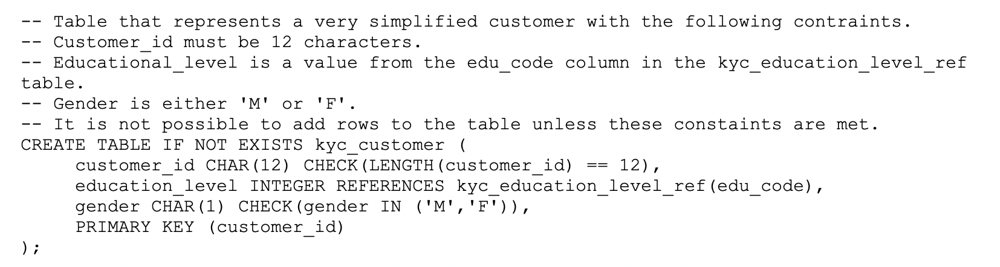 -- Table that represents a very simplified customer with the following contraints.
-- Customer_id must be 12 characters.
-- Educational_level is a value from the edu_code column in the kyc_education_level_ref
table.
-- Gender is either 'M' or 'F'.
-- It is not possible to add rows to the table unless these constaints are met.
CREATE TABLE IF NOT EXISTS kyc_customer (
     customer_id CHAR(12) CHECK(LENGTH(customer_id) == 12),
     education_level INTEGER REFERENCES kyc_education_level_ref(edu_code),
     gender CHAR(1) CHECK(gender IN ('M','F')),
     PRIMARY KEY (customer_id)
);